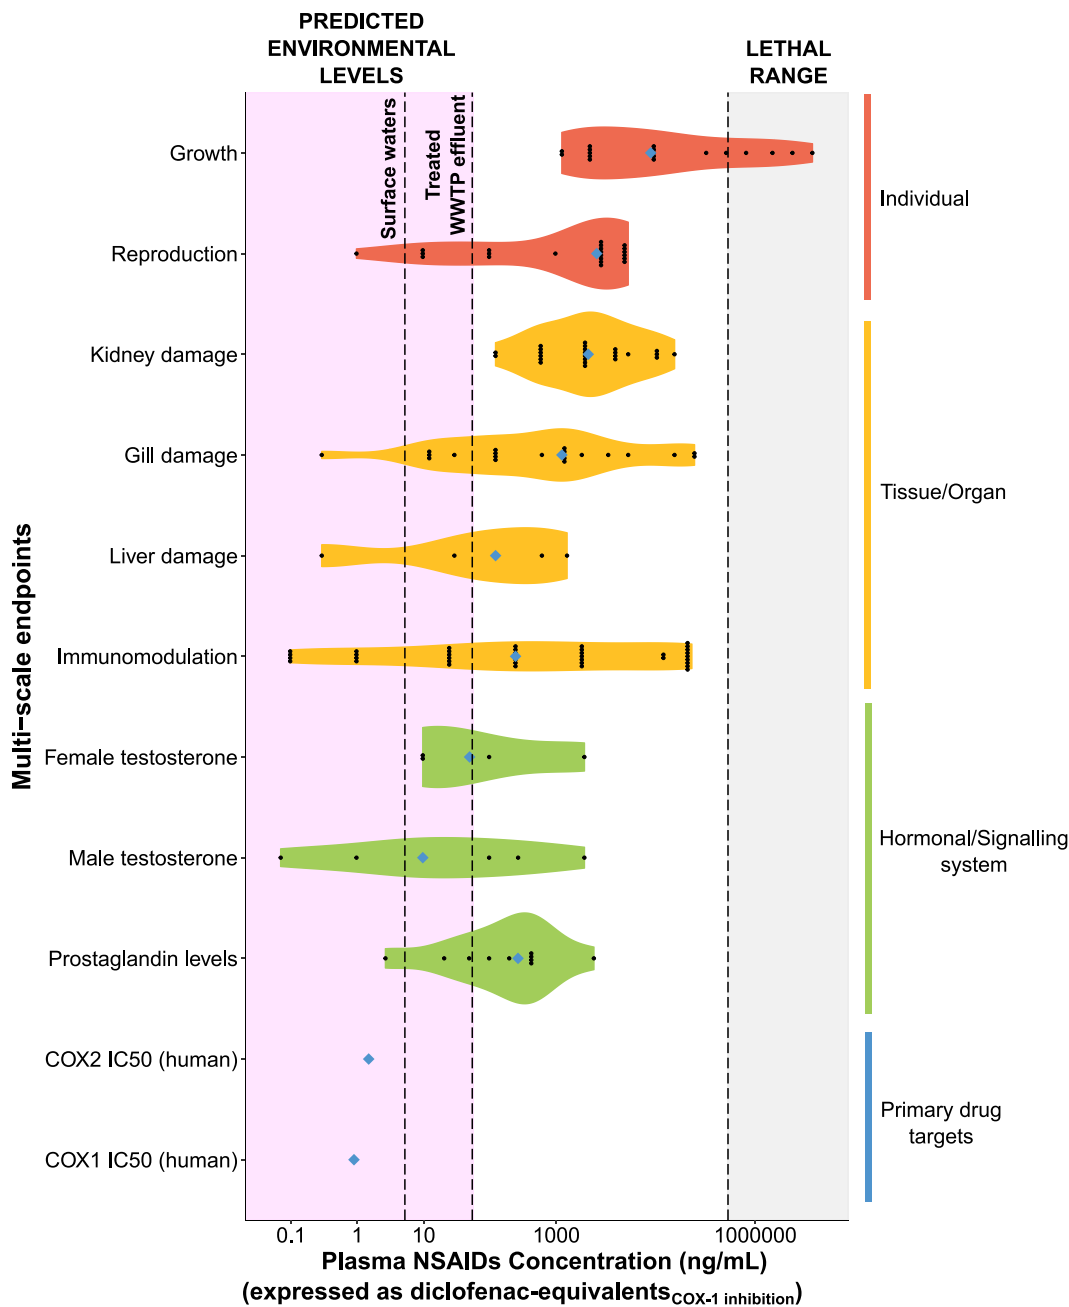 PREDICTED
ENVIRONMENTAL
LEVELS
LETHAL
RANGE
Surface waters
Treated
WWTP effluent
Growth
Reproduction
Kidney damage
Gill damage
Liver damage
Immunomodulation
Female testosterone
Male testosterone
Prostaglandin levels
COX2 IC50 (human)
COX1 IC50 (human)
Multi−scale endpoints
Individual
Tissue/Organ
Hormonal/Signalling
system
Primary drug
targets
0.1 1 10 1000 1000000
Plasma NSAIDs Concentration (ng/mL)
(expressed as diclofenac-equivalents COX-1 inhibition)